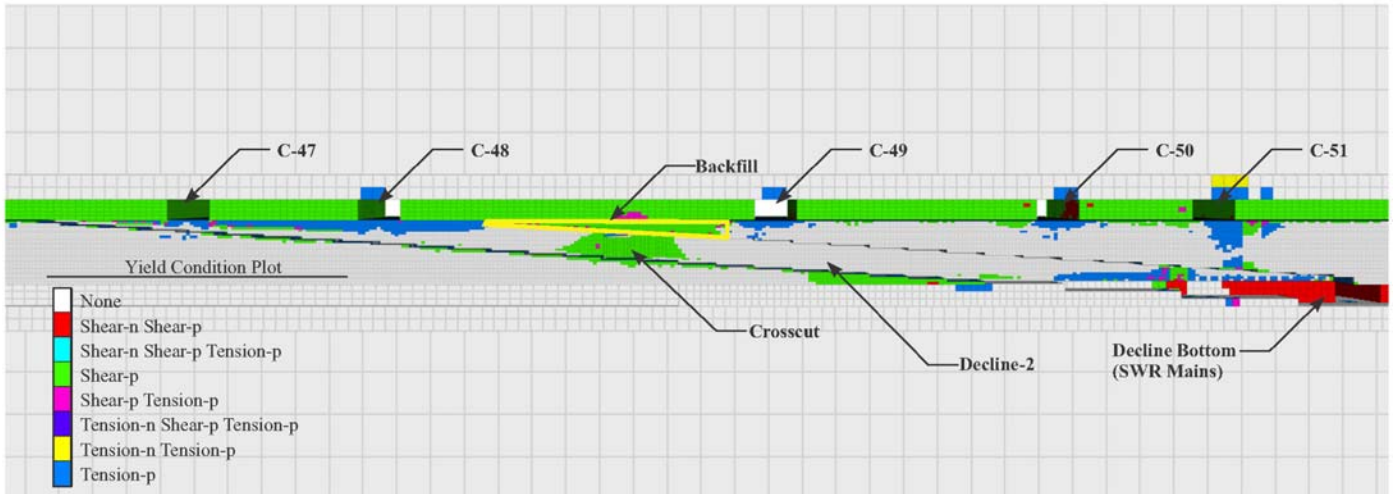 C-47
C-48
Backfill
C-49
C-50
C-51
Yield Condition Plot
None
Shear-n Shear-p
Shear-n Shear-p Tension-p
Shear-p
Shear-p Tension-p
Tension-n Shear-p Tension-p
Tension-n Tension-p
Tension-p
Crosscut
Decline-2
Decline Bottom
(SWR Mains)